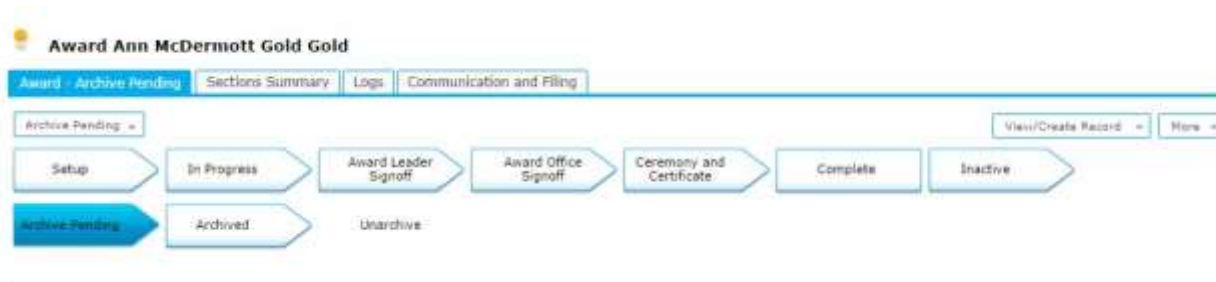 Award Ann McDermott Gold Gold
Award - Archive Pending Sections Summary Logs Communication and Filing
Archive Pending View/Create Record More
Setup In Progress Award Leader Signoff Award Office Signoff Ceremony and Certificate Complete Inactive
Archive Pending Archived Unarchive